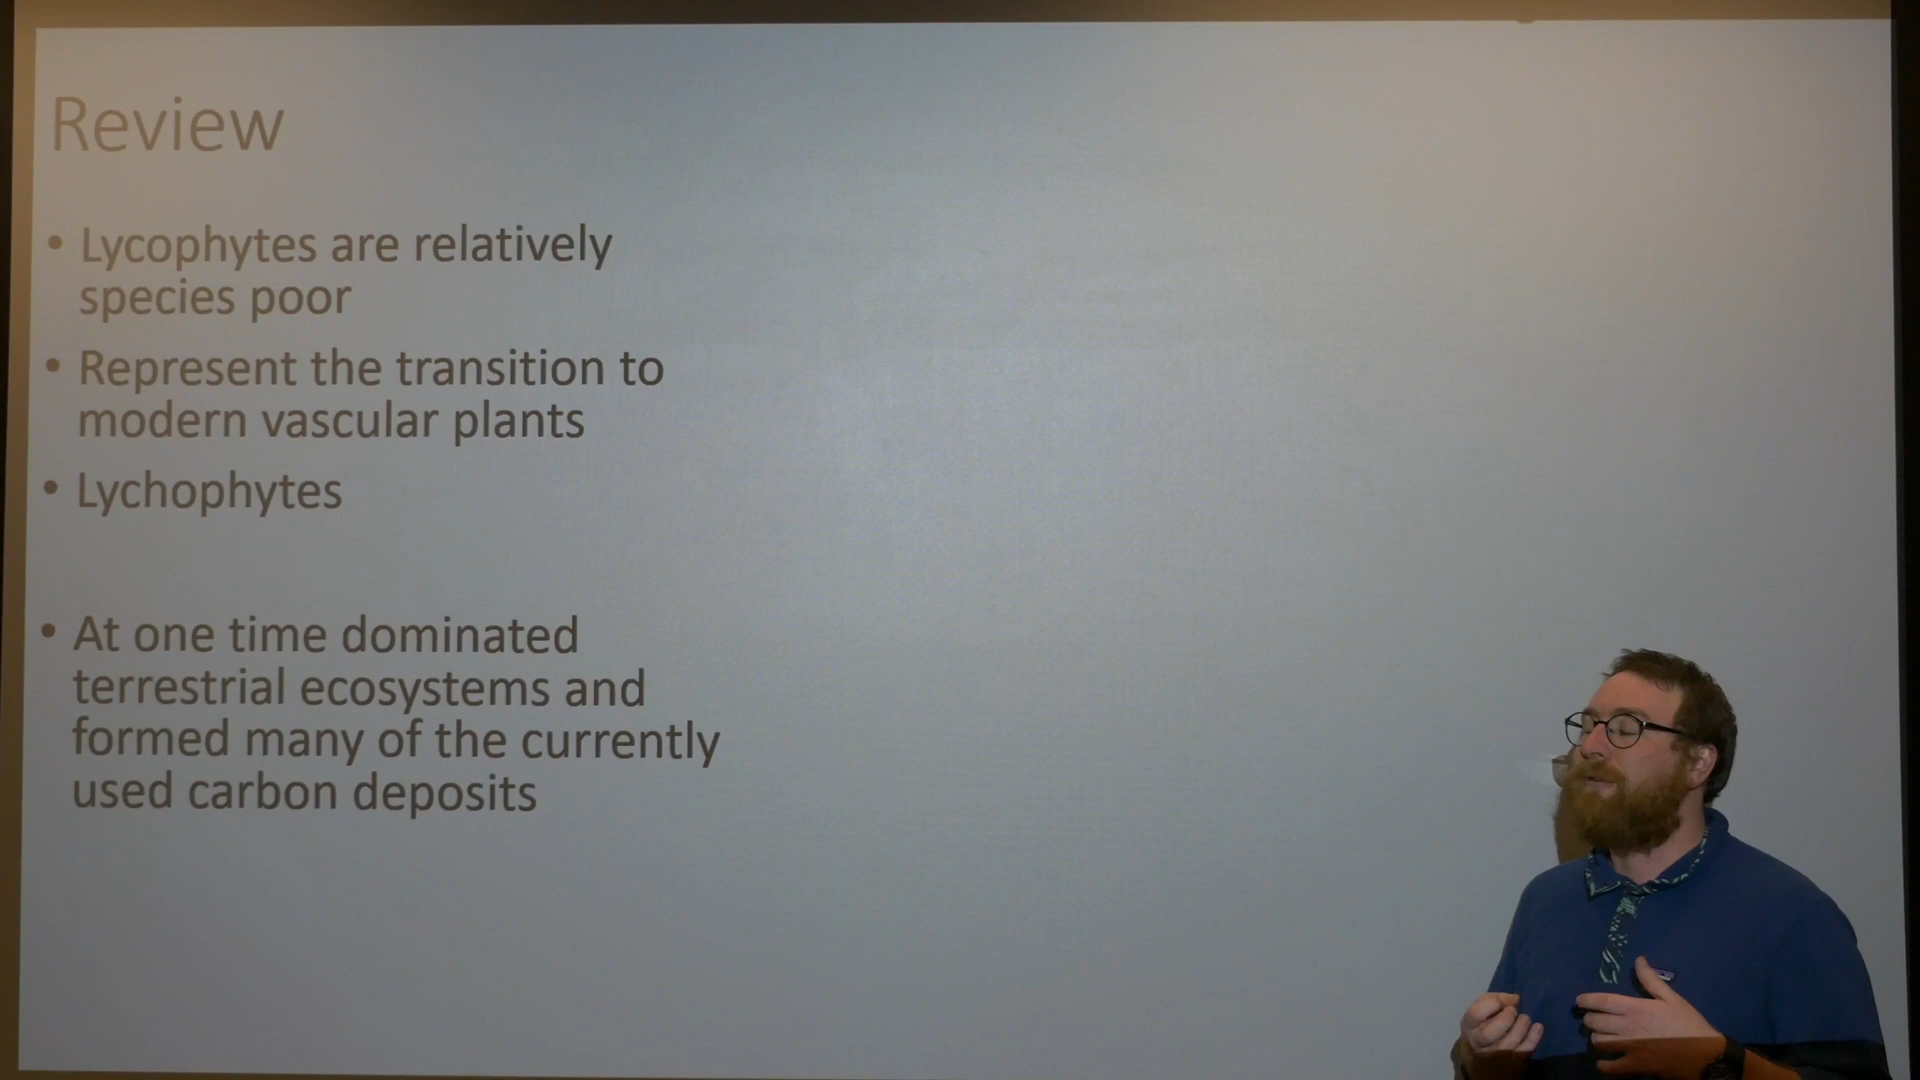 Review
• Lycophytes are relatively
species poor
• Represent the transition to
modern vascular plants
• Lychophytes
• At one time dominated
terrestrial ecosystems and
formed many of the currently
used carbon deposits